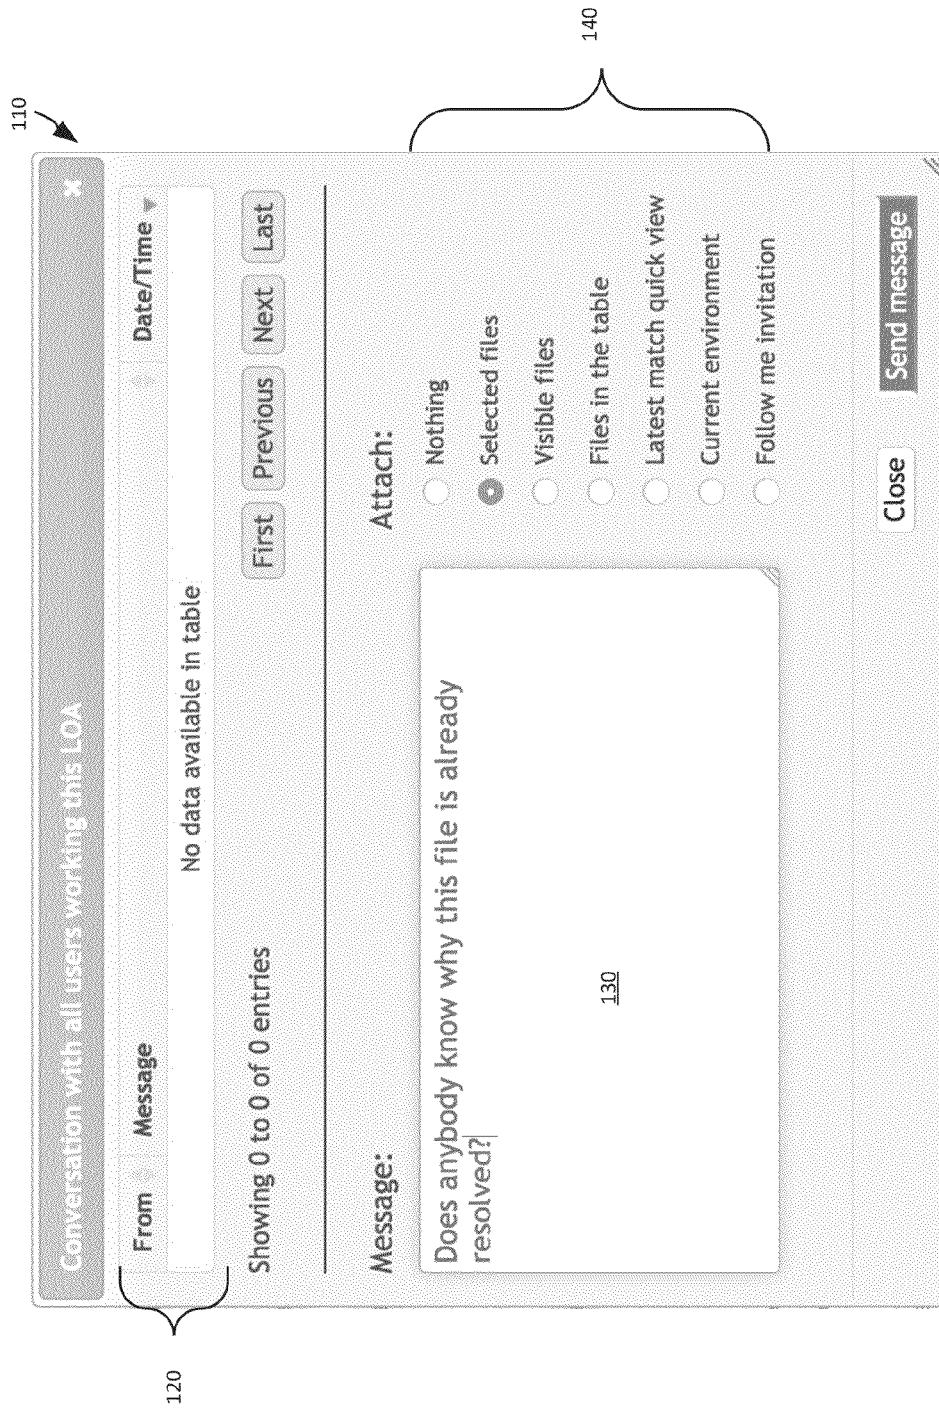 110
Conversation with all users working this LOA ×
From Message Date/Time
120
No data available in table
Showing 0 to 0 of 0 entries First Previous Next Last
Message: Attach:
Does anybody know why this file is already
resolved?
130
Nothing
Selected files
Visible files
Files in the table
Latest match quick view
Current environment
Follow me invitation
140
Close Send message